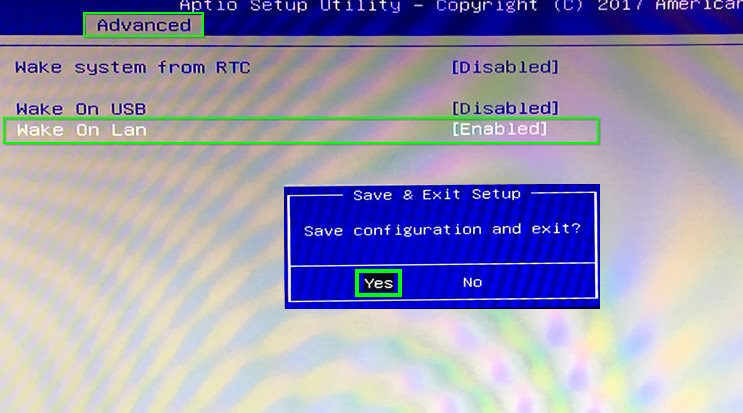 Aptio Setup Utility – Copyright (C) 2017 American
Advanced
Wake system from RTC [Disabled]
Wake On USB [Disabled]
Wake On Lan [Enabled]
Save & Exit Setup
Save configuration and exit?
Yes No